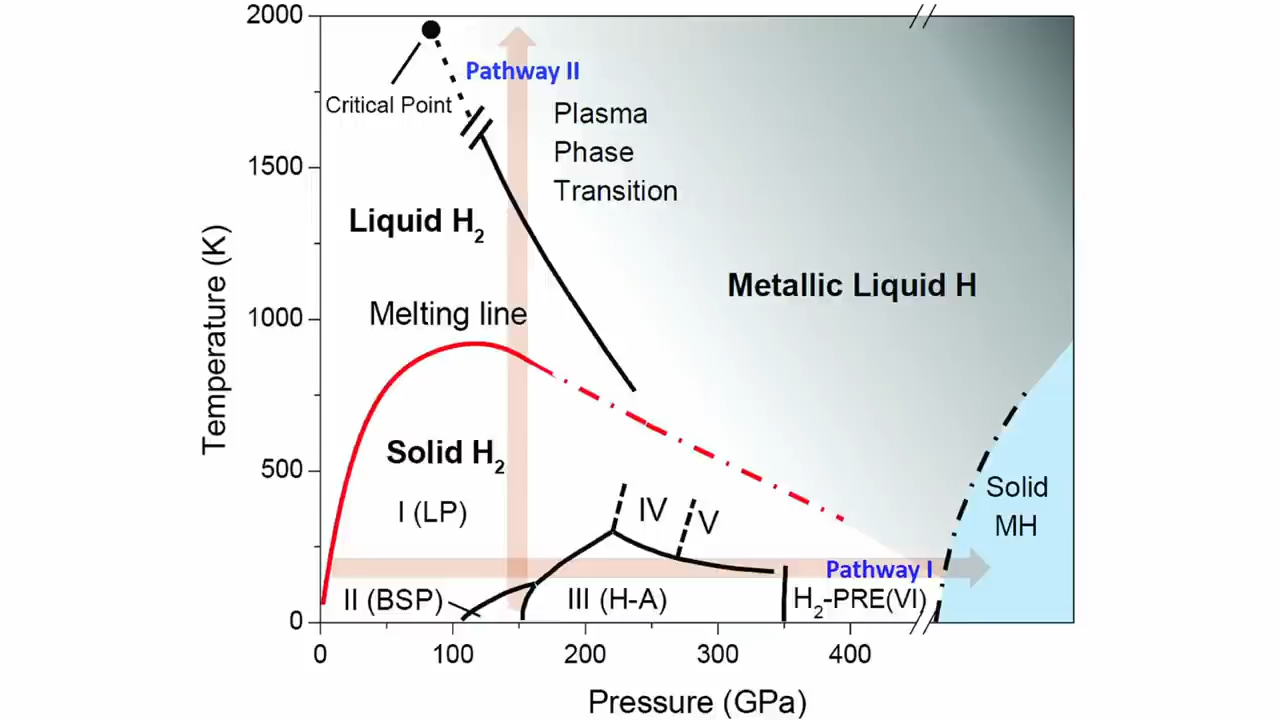 2000
Critical Point
Pathway II
Plasma
Phase
Transition
1500
Liquid H₂
Metallic Liquid H
Melting line
1000
Temperature (K)
Solid H₂
500
I (LP)
IV
V
Solid
MH
Pathway I
II (BSP)
III (H-A)
H₂-PRE(VI)
0
0 100 200 300 400
Pressure (GPa)